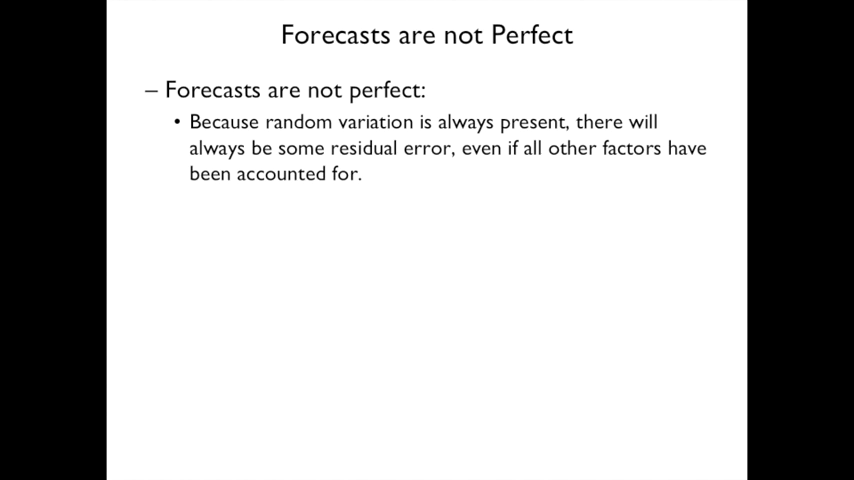 Forecasts are not Perfect
– Forecasts are not perfect:
• Because random variation is always present, there will
always be some residual error, even if all other factors have
been accounted for.